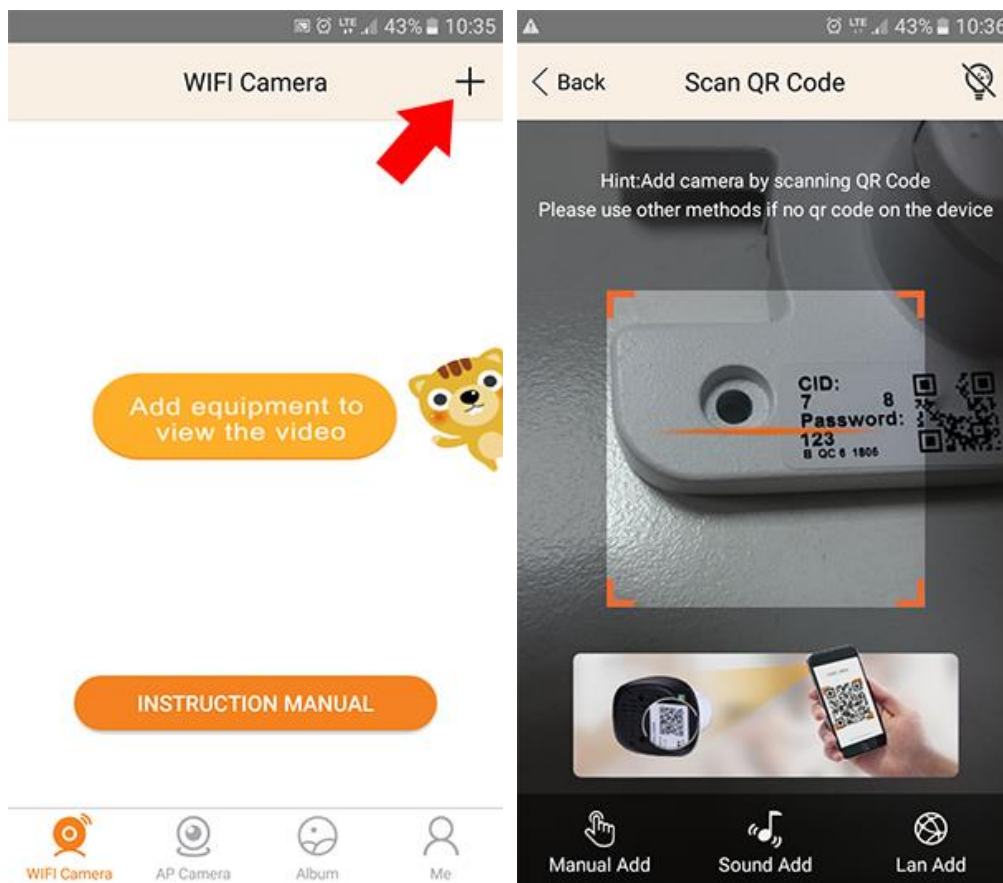 LTE 43% 10:35
WIFI Camera
Add equipment to
view the video
INSTRUCTION MANUAL
WIFI Camera
AP Camera
Album
Me
LTE 43% 10:36
Back
Scan QR Code
Hint:Add camera by scanning QR Code
Please use other methods if no qr code on the device
CID:
7 8
Password:
123
B QC 6 1806
Manual Add
Sound Add
Lan Add